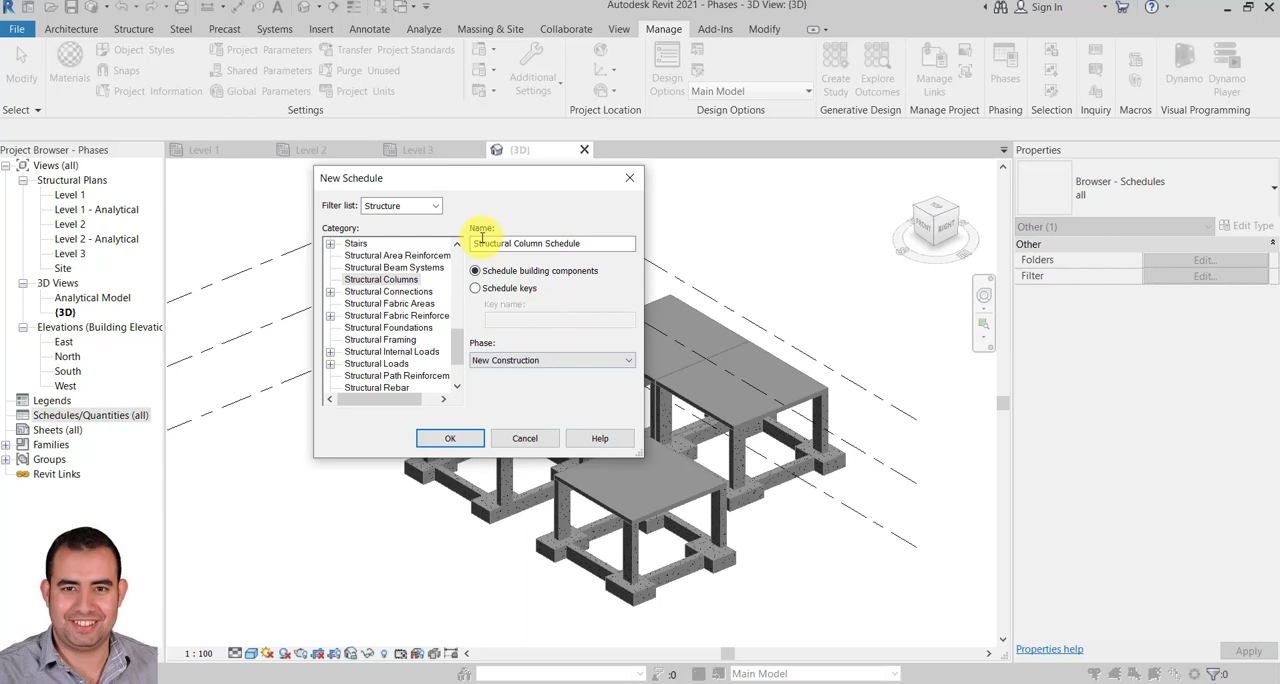 Autodesk Revit 2021 - Phases - 3D View: {3D}
Sign In
File Architecture Structure Steel Precast Systems Insert Annotate Analyze Massing & Site Collaborate View Manage Add-Ins Modify
Modify
Materials
Object Styles
Snaps
Project Information
Project Parameters
Shared Parameters
Global Parameters
Transfer Project Standards
Purge Unused
Project Units
Additional Settings
Design Options
Main Model
Create Study
Explore Outcomes
Manage Links
Phases
Dynamo
Dynamo Player
Select
Settings
Project Location
Design Options
Generative Design
Manage Project
Phasing
Selection
Inquiry
Macros
Visual Programming
Project Browser - Phases
Views (all)
Structural Plans
Level 1
Level 1 - Analytical
Level 2
Level 2 - Analytical
Level 3
Site
3D Views
Analytical Model
{3D}
Elevations (Building Elevatio
East
North
South
West
Legends
Schedules/Quantities (all)
Sheets (all)
Families
Groups
Revit Links
Level 1
Level 2
Level 3
{3D}
New Schedule
Filter list: Structure
Category:
Stairs
Structural Area Reinforcem
Structural Beam Systems
Structural Columns
Structural Connections
Structural Fabric Areas
Structural Fabric Reinforce
Structural Foundations
Structural Framing
Structural Internal Loads
Structural Loads
Structural Path Reinforcem
Structural Rebar
Name:
Structural Column Schedule
Schedule building components
Schedule keys
Key name:
Phase:
New Construction
OK
Cancel
Help
TOP
FRONT
RIGHT
Properties
Browser - Schedules
all
Other (1)
Edit Type
Other
Folders Edit...
Filter Edit...
Properties help
Apply
1 : 100
:0
Main Model
:0